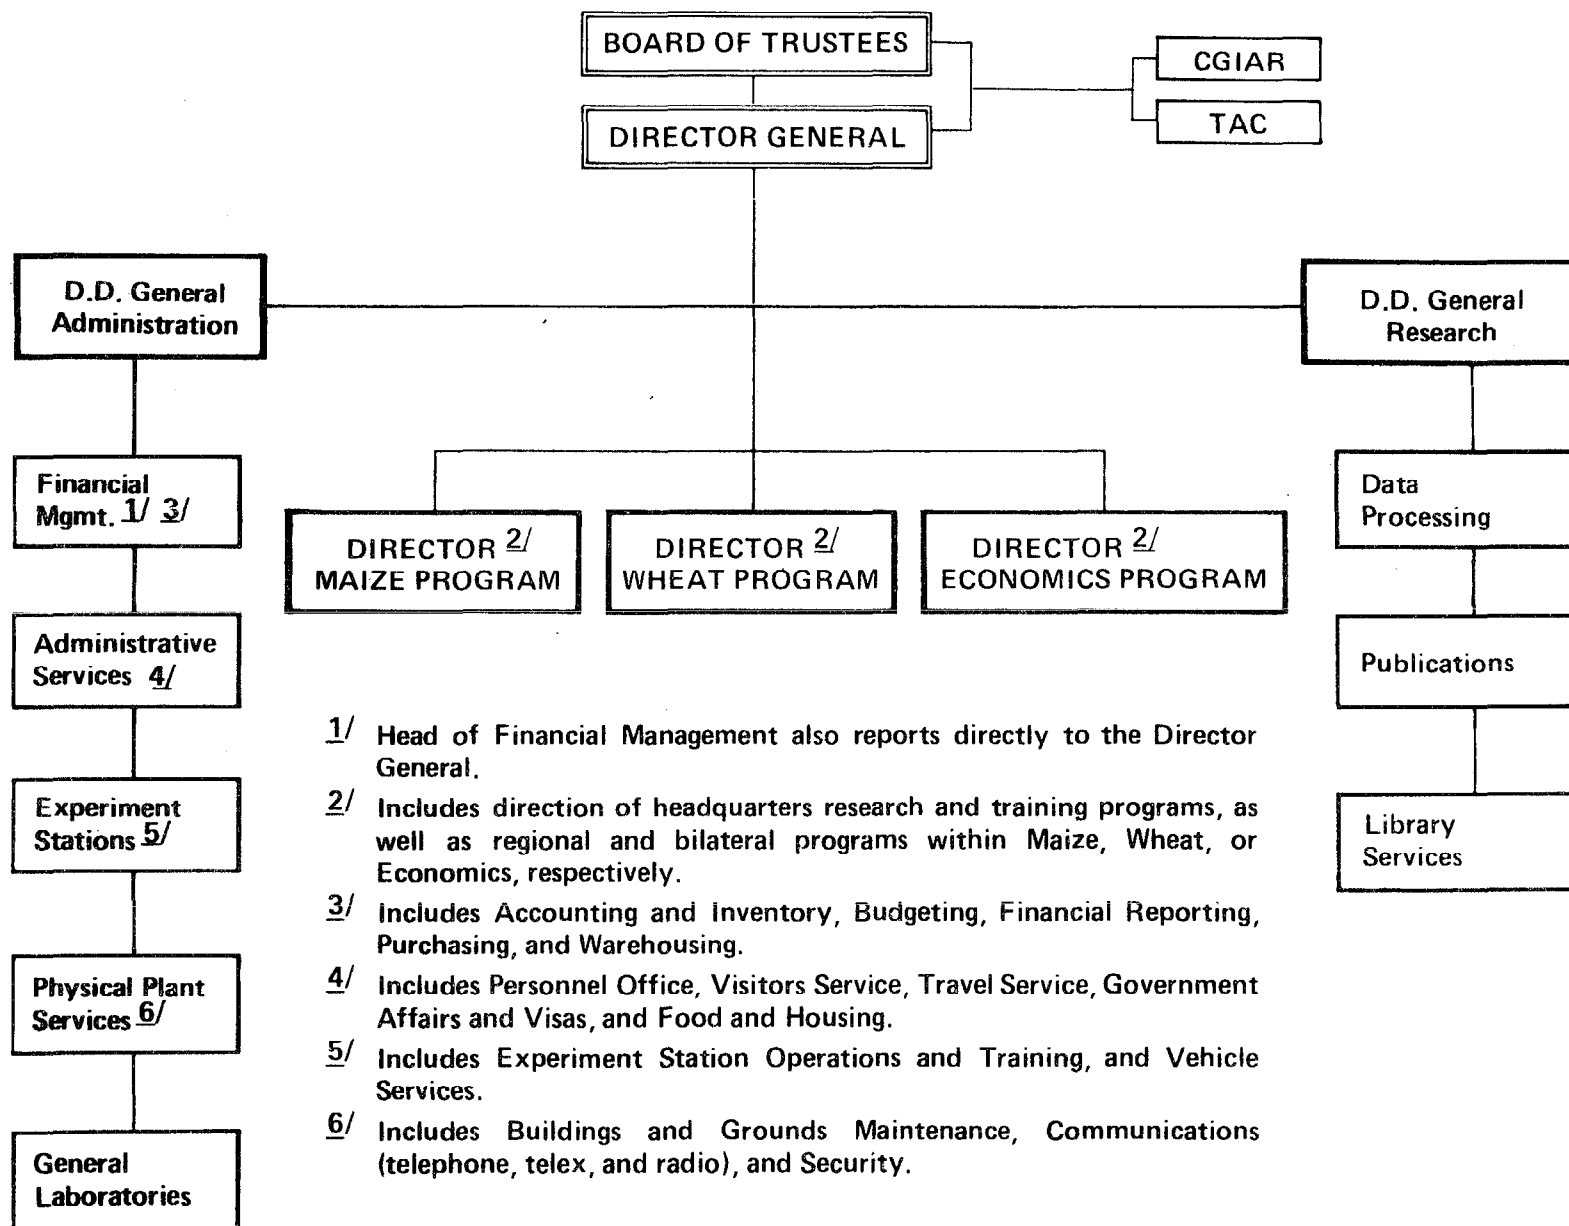 BOARD OF TRUSTEES
CGIAR
TAC
DIRECTOR GENERAL
D.D. General
Administration
D.D. General
Research
Financial
Mgmt. 1/ 3/
Data
Processing
DIRECTOR 2/
MAIZE PROGRAM
DIRECTOR 2/
WHEAT PROGRAM
DIRECTOR 2/
ECONOMICS PROGRAM
Administrative
Services 4/
Publications
Experiment
Stations 5/
Library
Services
Physical Plant
Services 6/
General
Laboratories
1/ Head of Financial Management also reports directly to the Director
General.
2/ Includes direction of headquarters research and training programs, as
well as regional and bilateral programs within Maize, Wheat, or
Economics, respectively.
3/ Includes Accounting and Inventory, Budgeting, Financial Reporting,
Purchasing, and Warehousing.
4/ Includes Personnel Office, Visitors Service, Travel Service, Government
Affairs and Visas, and Food and Housing.
5/ Includes Experiment Station Operations and Training, and Vehicle
Services.
6/ Includes Buildings and Grounds Maintenance, Communications
(telephone, telex, and radio), and Security.